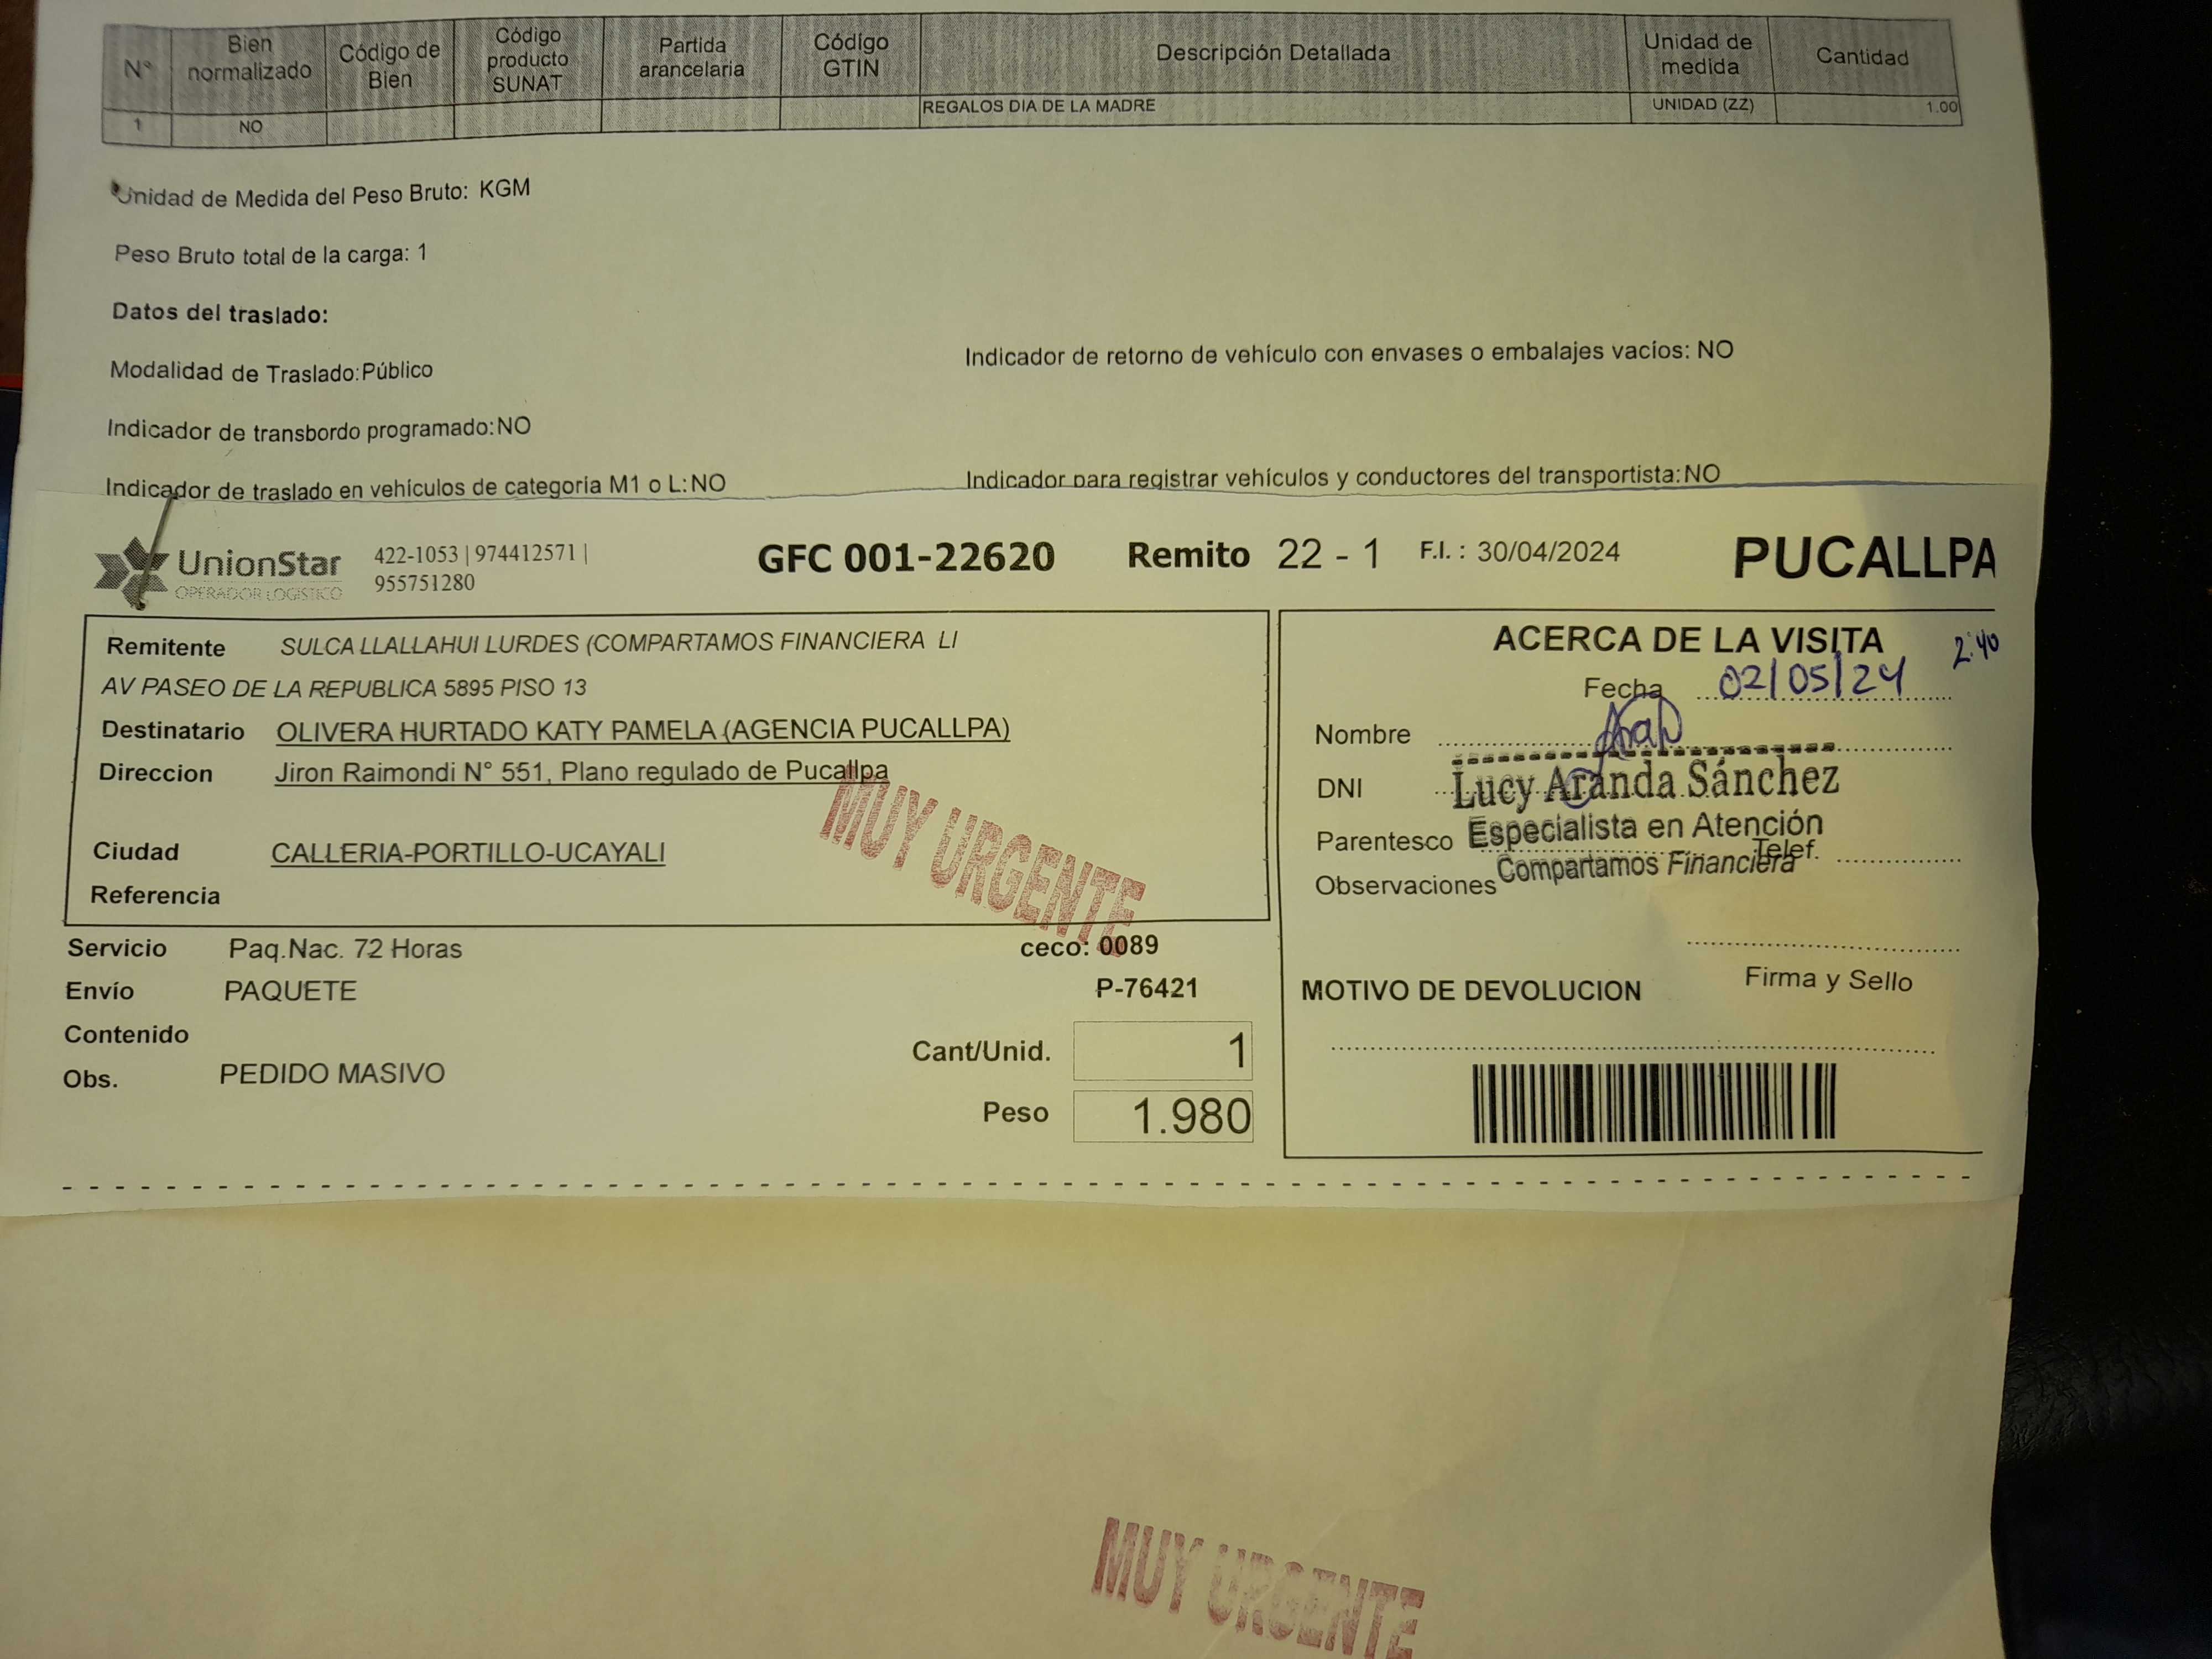 N° Bien normalizado Código de Bien Código producto SUNAT Partida arancelaria Código GTIN Descripción Detallada Unidad de medida Cantidad
1 NO REGALOS DIA DE LA MADRE UNIDAD (ZZ) 1.00
Unidad de Medida del Peso Bruto: KGM
Peso Bruto total de la carga: 1
Datos del traslado:
Modalidad de Traslado:Público Indicador de retorno de vehículo con envases o embalajes vacíos: NO
Indicador de transbordo programado:NO
Indicador de traslado en vehículos de categoría M1 o L:NO Indicador para registrar vehículos y conductores del transportista:NO
UnionStar
OPERADOR LOGISTICO
422-1053 | 974412571 |
955751280
GFC 001-22620 Remito 22 - 1 F.I. : 30/04/2024 PUCALLPA
Remitente SULCA LLALLAHUI LURDES (COMPARTAMOS FINANCIERA LI
AV PASEO DE LA REPUBLICA 5895 PISO 13
Destinatario OLIVERA HURTADO KATY PAMELA (AGENCIA PUCALLPA)
Direccion Jiron Raimondi N° 551, Plano regulado de Pucallpa
Ciudad CALLERIA-PORTILLO-UCAYALI
Referencia
MUY URGENTE
Servicio Paq.Nac. 72 Horas ceco: 0089
Envío PAQUETE P-76421
Contenido
Obs. PEDIDO MASIVO
Cant/Unid. 1
Peso 1.980
ACERCA DE LA VISITA 2:40
Fecha 02/05/24
Nombre
DNI Lucy Aranda Sánchez
Parentesco Especialista en Atención
Telef.
Observaciones Compartamos Financiera
Firma y Sello
MOTIVO DE DEVOLUCION
MUY URGENTE